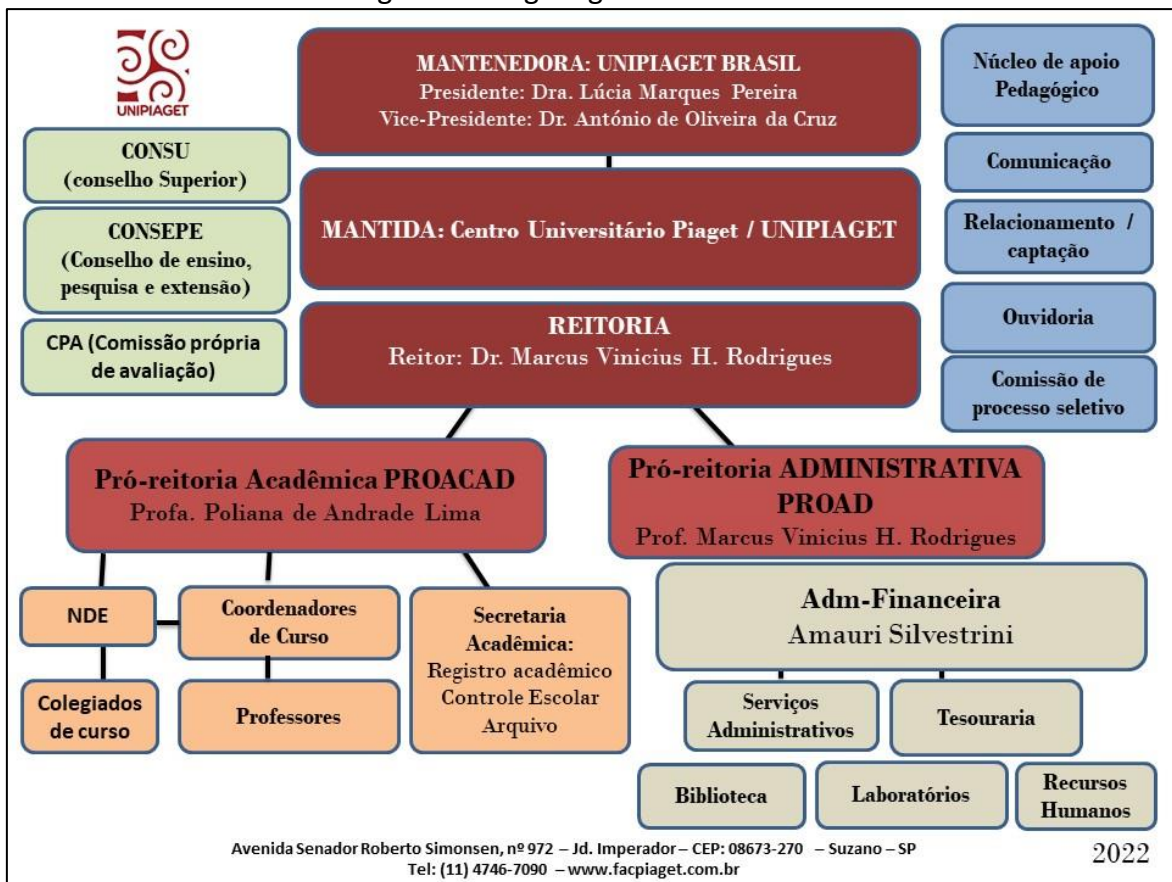 UNIPIAGET
MANTENEDORA: UNIPIAGET BRASIL
Presidente: Dra. Lúcia Marques Pereira
Vice-Presidente: Dr. António de Oliveira da Cruz
Núcleo de apoio
Pedagógico
CONSU
(conselho Superior)
Comunicação
CONSEPE
(Conselho de ensino,
pesquisa e extensão)
MANTIDA: Centro Universitário Piaget / UNIPIAGET
Relacionamento /
captação
CPA (Comissão própria
de avaliação)
REITORIA
Reitor: Dr. Marcus Vinicius H. Rodrigues
Ouvidoria
Comissão de
processo seletivo
Pró-reitoria Acadêmica PROACAD
Profa. Poliana de Andrade Lima
Pró-reitoria ADMINISTRATIVA
PROAD
Prof. Marcus Vinicius H. Rodrigues
NDE
Coordenadores
de Curso
Secretaria
Acadêmica:
Registro acadêmico
Controle Escolar
Arquivo
Adm-Financeira
Amauri Silvestrini
Colegiados
de curso
Professores
Serviços
Administrativos
Tesouraria
Biblioteca
Laboratórios
Recursos
Humanos
Avenida Senador Roberto Simonsen, nº 972 – Jd. Imperador – CEP: 08673-270 – Suzano – SP
Tel: (11) 4746-7090 – www.facpiaget.com.br
2022